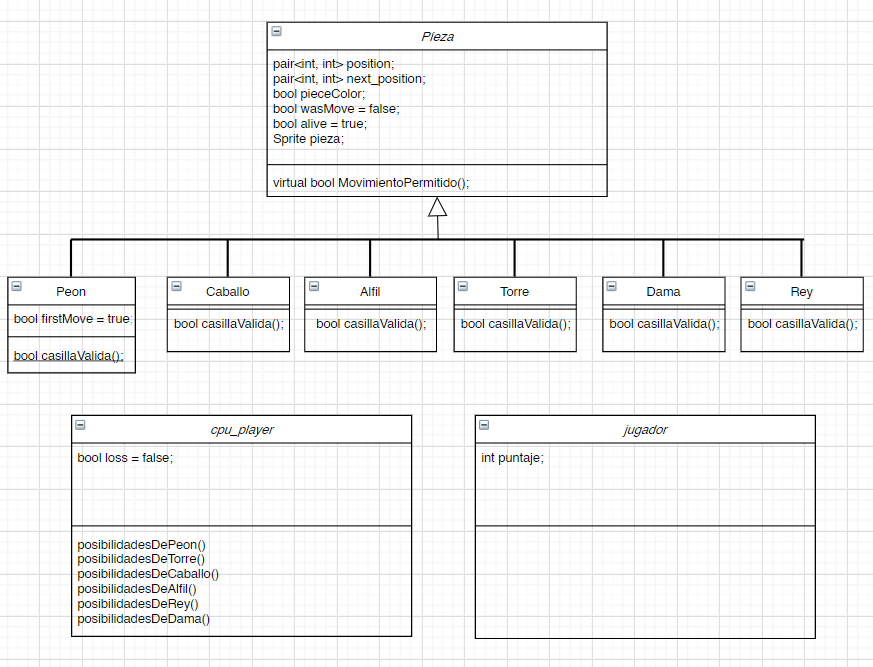 Pieza
pair<int, int> position;
pair<int, int> next_position;
bool pieceColor;
bool wasMove = false;
bool alive = true;
Sprite pieza;
virtual bool MovimientoPermitido();
Peon
bool firstMove = true;
bool casillaValida();
Caballo
bool casillaValida();
Alfil
bool casillaValida();
Torre
bool casillaValida();
Dama
bool casillaValida();
Rey
bool casillaValida();
cpu_player
bool loss = false;
posibilidadesDePeon()
posibilidadesDeTorre()
posibilidadesDeCaballo()
posibilidadesDeAlfil()
posibilidadesDeRey()
posibilidadesDeDama()
jugador
int puntaje;